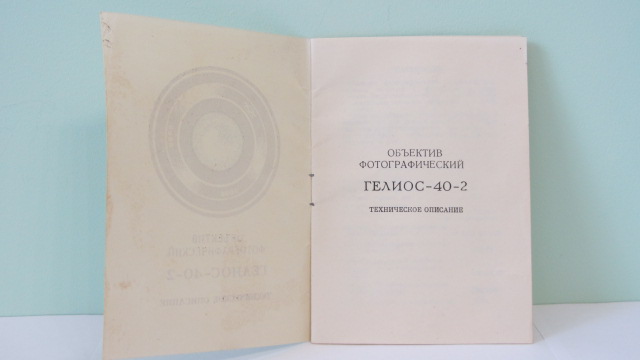 ОБЪЕКТИВ
ФОТОГРАФИЧЕСКИЙ
ГЕЛИОС-40-2
ТЕХНИЧЕСКОЕ ОПИСАНИЕ